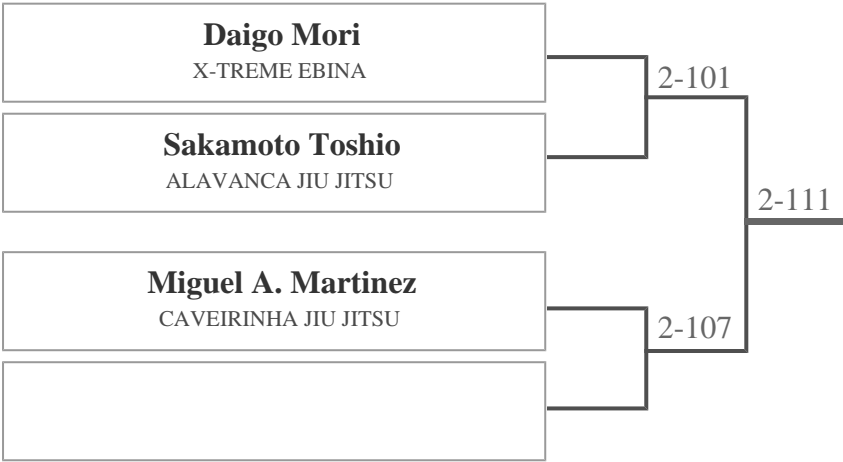 Daigo Mori
X-TREME EBINA
2-101
Sakamoto Toshio
ALAVANCA JIU JITSU
2-111
Miguel A. Martinez
CAVEIRINHA JIU JITSU
2-107